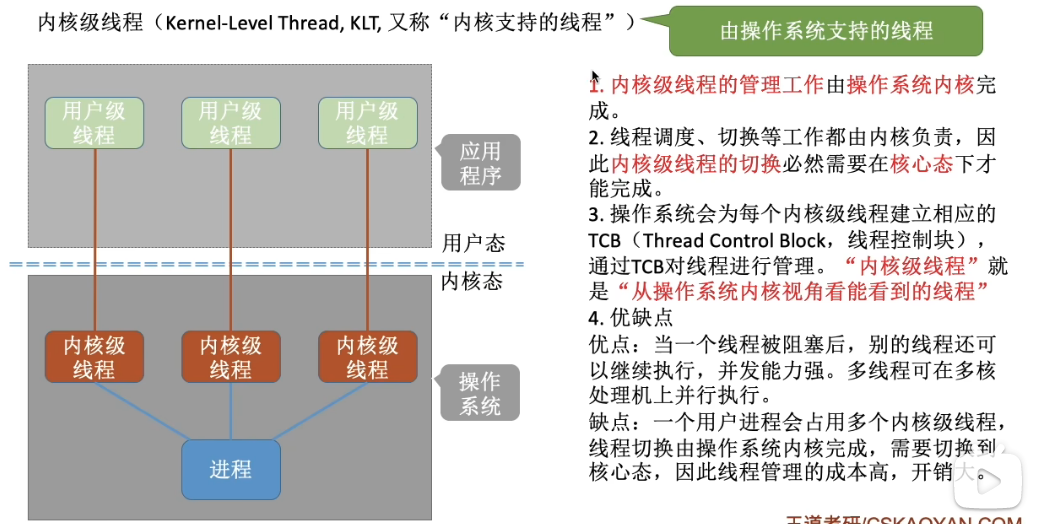 内核级线程（Kernel-Level Thread, KLT, 又称“内核支持的线程”）
由操作系统支持的线程
用户级
线程
用户级
线程
用户级
线程
应用
程序
用户态
内核态
内核级
线程
内核级
线程
内核级
线程
操作
系统
进程
1. 内核级线程的管理工作由操作系统内核完
成。
2. 线程调度、切换等工作都由内核负责，因
此内核级线程的切换必然需要在核心态下才
能完成。
3. 操作系统会为每个内核级线程建立相应的
TCB（Thread Control Block，线程控制块），
通过TCB对线程进行管理。“内核级线程”就
是“从操作系统内核视角看能看到的线程”
4. 优缺点
优点：当一个线程被阻塞后，别的线程还可
以继续执行，并发能力强。多线程可在多核
处理机上并行执行。
缺点：一个用户进程会占用多个内核级线程，
线程切换由操作系统内核完成，需要切换到
核心态，因此线程管理的成本高，开销大。
王道考研/CSKAOYAN.COM